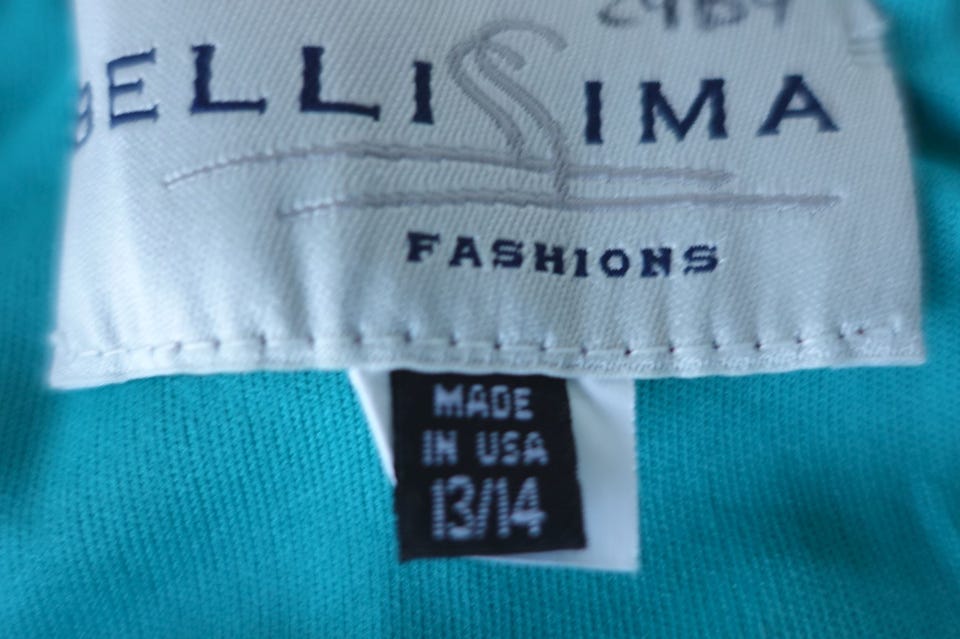 BELLISSIMA
FASHIONS
MADE
IN USA
13/14